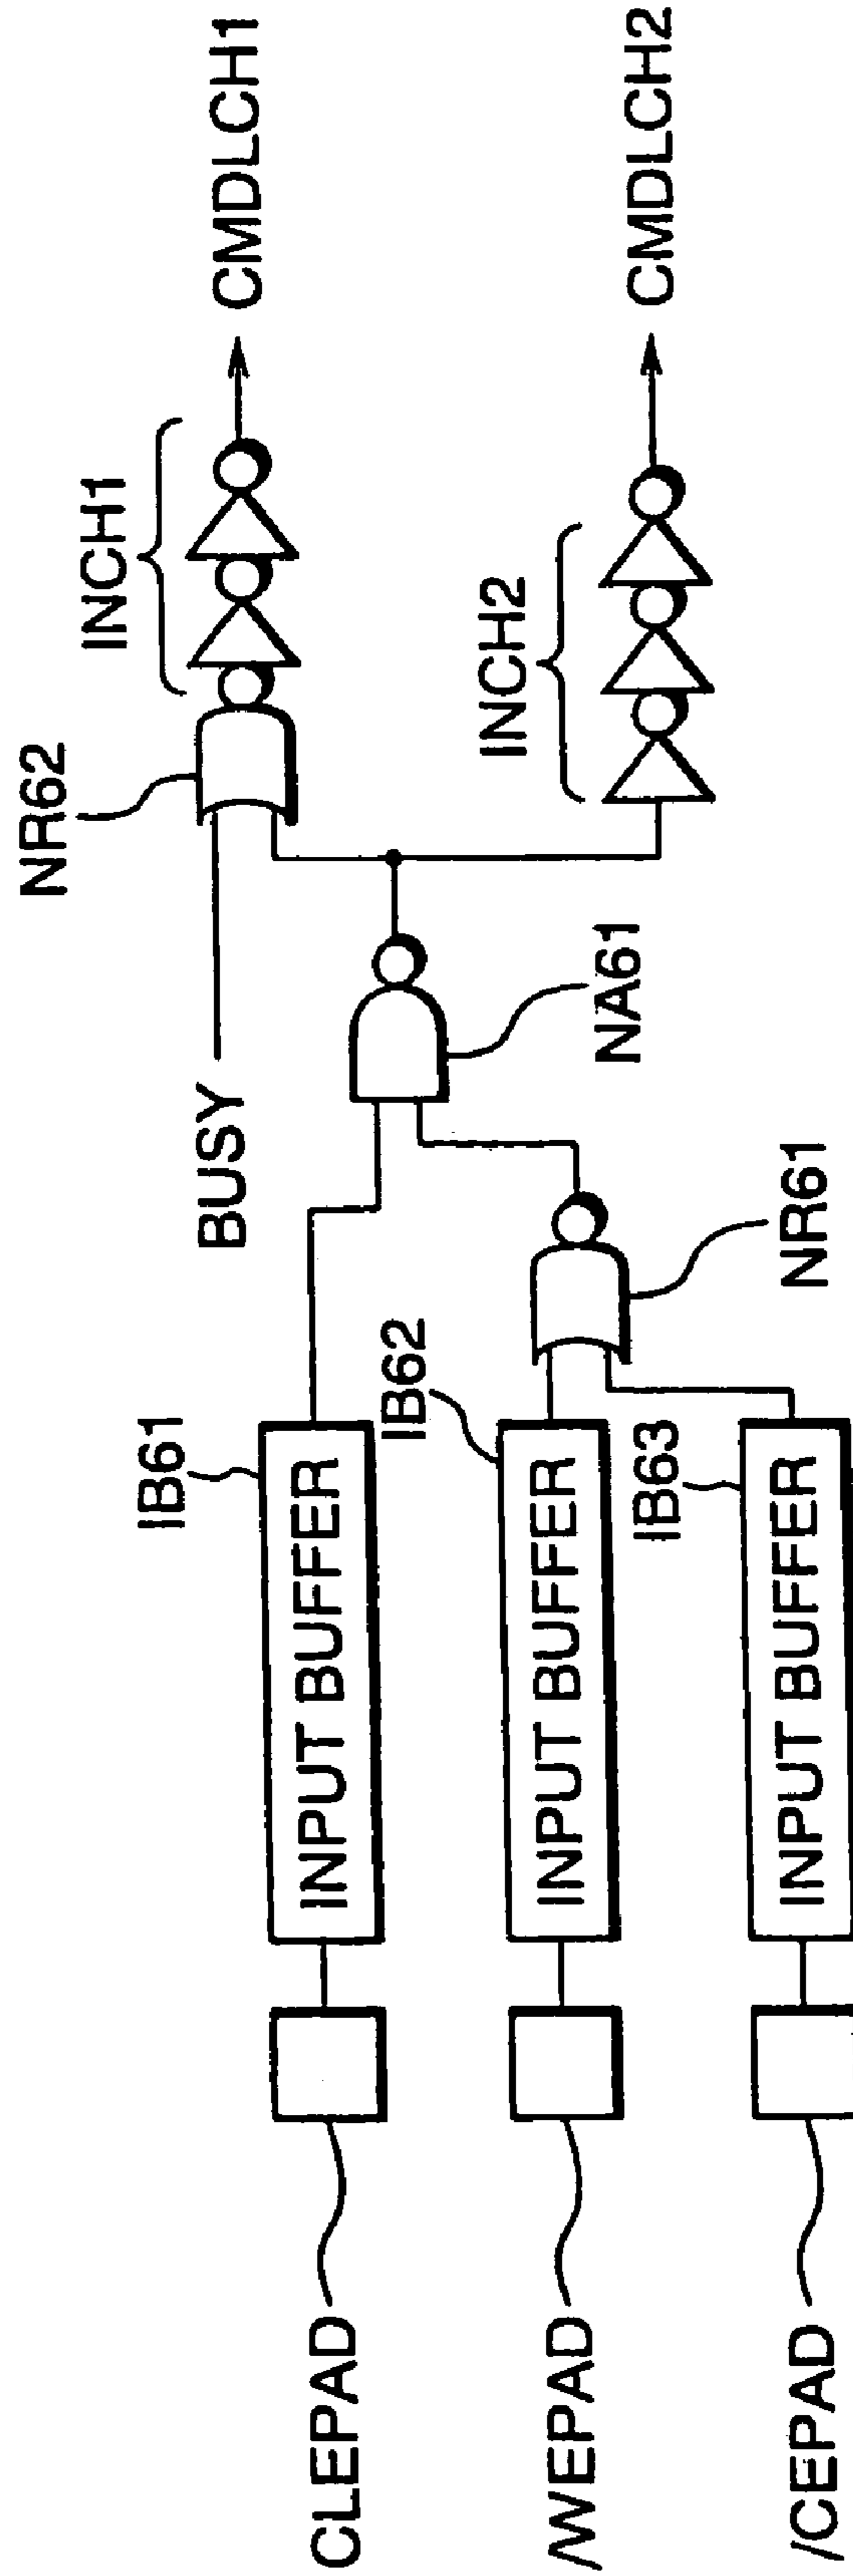 CLEPAD
INPUT BUFFER
IB61
/WEPAD
INPUT BUFFER
IB62
/CEPAD
INPUT BUFFER
IB63
NR61
NA61
BUSY
NR62
INCH1
CMDLCH1
INCH2
CMDLCH2